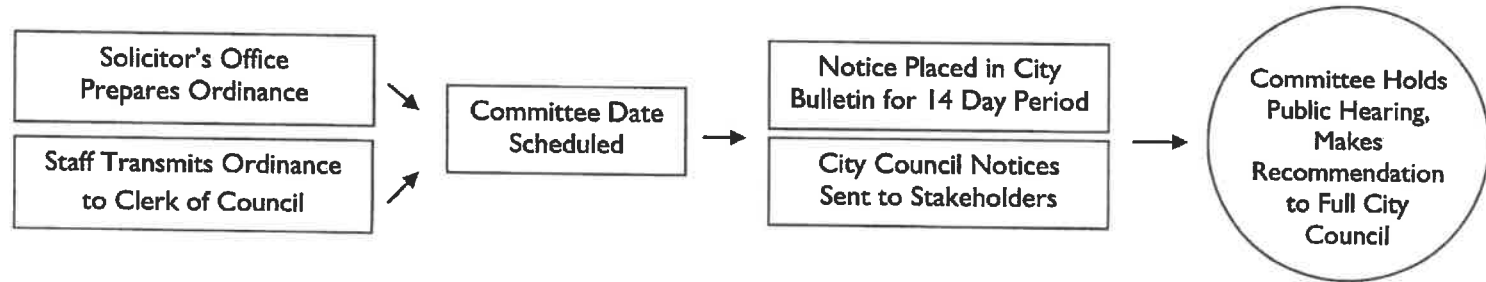 Solicitor's Office
Prepares Ordinance
Staff Transmits Ordinance
to Clerk of Council
Committee Date
Scheduled
Notice Placed in City
Bulletin for 14 Day Period
City Council Notices
Sent to Stakeholders
Committee Holds
Public Hearing,
Makes
Recommendation
to Full City
Council